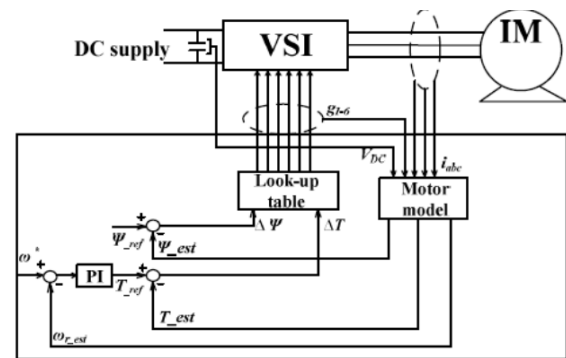 DC supply
VSI
IM
g1-6
VDC
iabc
Look-up
table
Motor
model
Δ Ψ
ΔT
+
-
Ψ_ref
Ψ_est
ω*
+
-
PI
T_ref
+
-
T_est
ωr_est